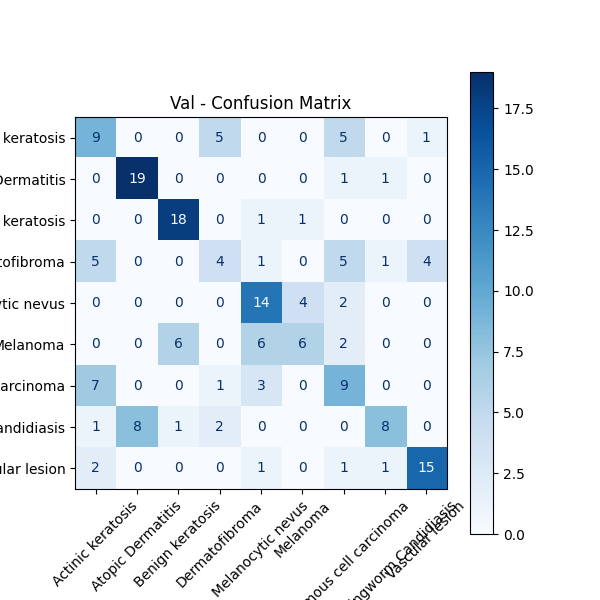 Val - Confusion Matrix
keratosis 9 0 0 5 0 0 5 0 1
Dermatitis 0 19 0 0 0 0 1 1 0
keratosis 0 0 18 0 1 1 0 0 0
tofibroma 5 0 0 4 1 0 5 1 4
tic nevus 0 0 0 0 14 4 2 0 0
Melanoma 0 0 6 0 6 6 2 0 0
arcinoma 7 0 0 1 3 0 9 0 0
andidiasis 1 8 1 2 0 0 0 8 0
ular lesion 2 0 0 0 1 0 1 1 15
Actinic keratosis
Atopic Dermatitis
Benign keratosis
Dermatofibroma
Melanocytic nevus
Melanoma
mous cell carcinoma
ngworm Candidiasis
Vascular lesion
17.5
15.0
12.5
10.0
7.5
5.0
2.5
0.0